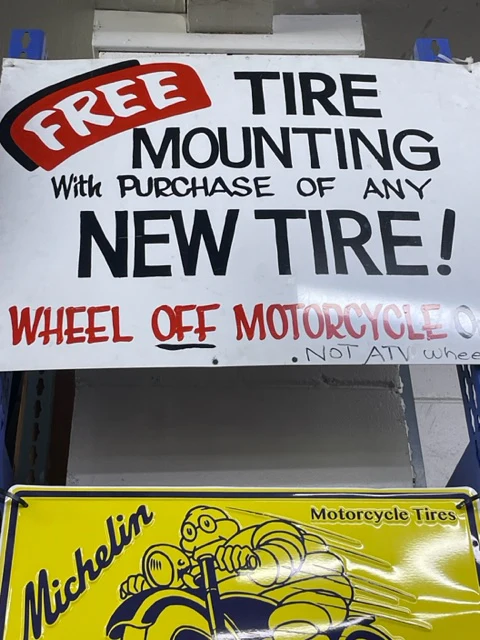 FREE TIRE
MOUNTING
With PURCHASE OF ANY
NEW TIRE!
WHEEL OFF MOTORCYCLE
NOT ATV
Michelin
Motorcycle Tires